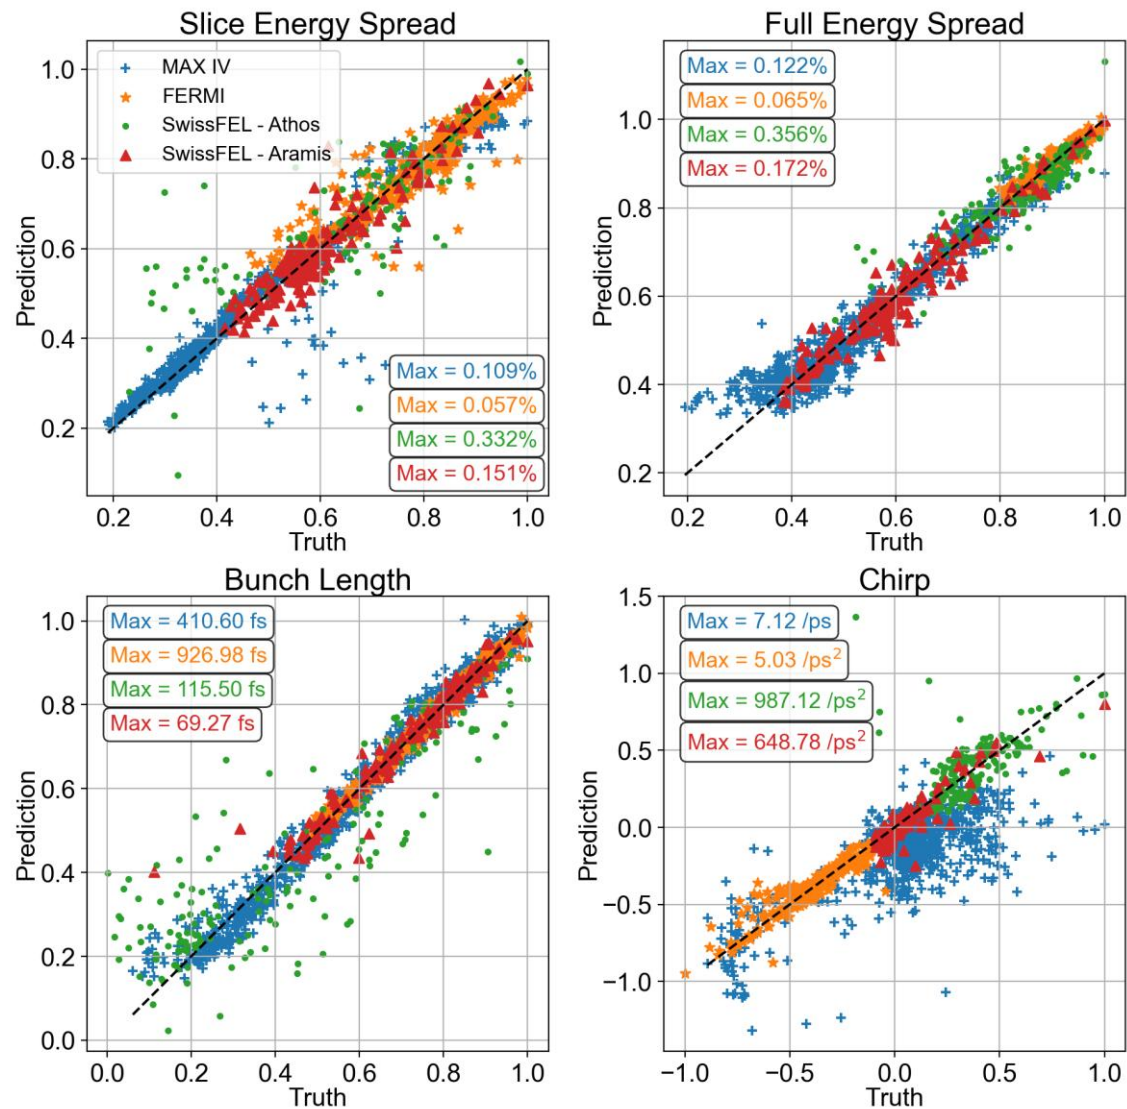 Slice Energy Spread
1.0
0.8
0.6
0.4
0.2
Prediction
MAX IV
FERMI
SwissFEL - Athos
SwissFEL - Aramis
Max = 0.109%
Max = 0.057%
Max = 0.332%
Max = 0.151%
0.2 0.4 0.6 0.8 1.0
Truth
Full Energy Spread
1.0
0.8
0.6
0.4
0.2
Prediction
Max = 0.122%
Max = 0.065%
Max = 0.356%
Max = 0.172%
0.2 0.4 0.6 0.8 1.0
Truth
Bunch Length
1.0
0.8
0.6
0.4
0.2
0.0
Prediction
Max = 410.60 fs
Max = 926.98 fs
Max = 115.50 fs
Max = 69.27 fs
0.0 0.2 0.4 0.6 0.8 1.0
Truth
Chirp
1.5
1.0
0.5
0.0
−0.5
−1.0
Prediction
Max = 7.12 /ps
Max = 5.03 /ps²
Max = 987.12 /ps²
Max = 648.78 /ps²
−1.0 −0.5 0.0 0.5 1.0
Truth